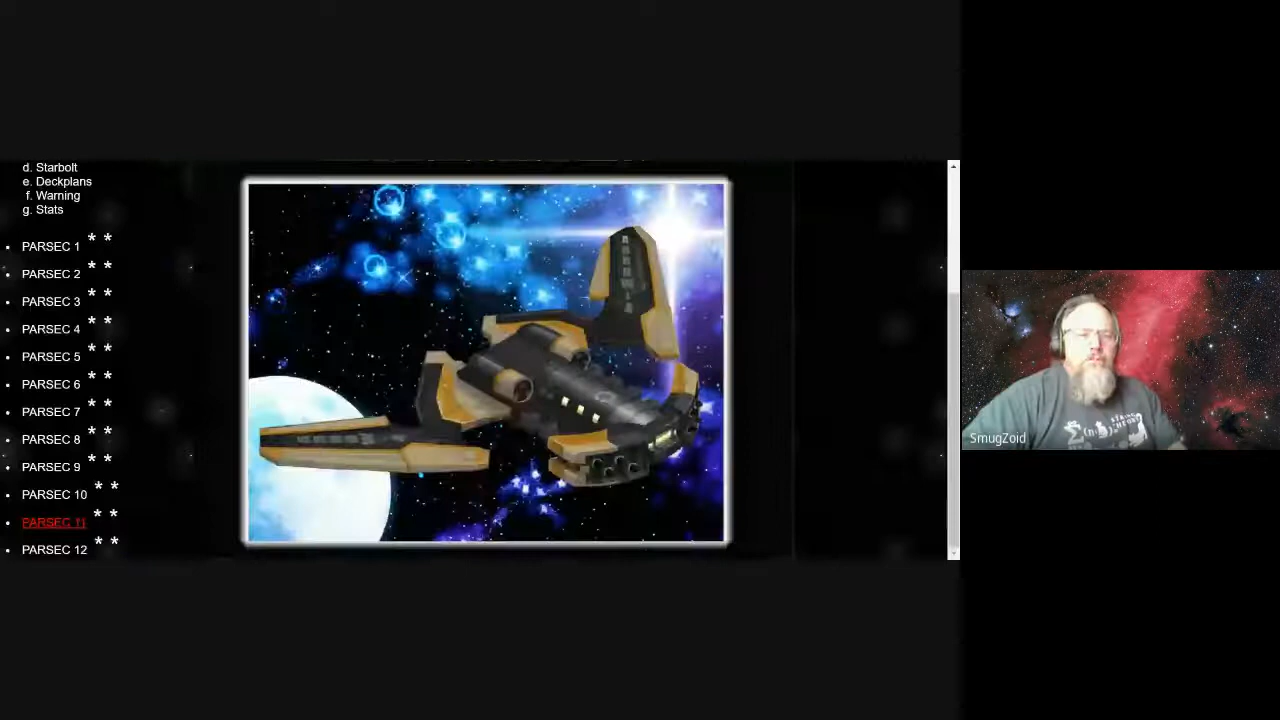 d. Starbolt
e. Deckplans
f. Warning
g. Stats
• PARSEC 1 * *
• PARSEC 2 * *
• PARSEC 3 * *
• PARSEC 4 * *
• PARSEC 5 * *
• PARSEC 6 * *
• PARSEC 7 * *
• PARSEC 8 * *
• PARSEC 9 * *
• PARSEC 10 * *
• PARSEC 11 * *
• PARSEC 12 * *
SmugZoid